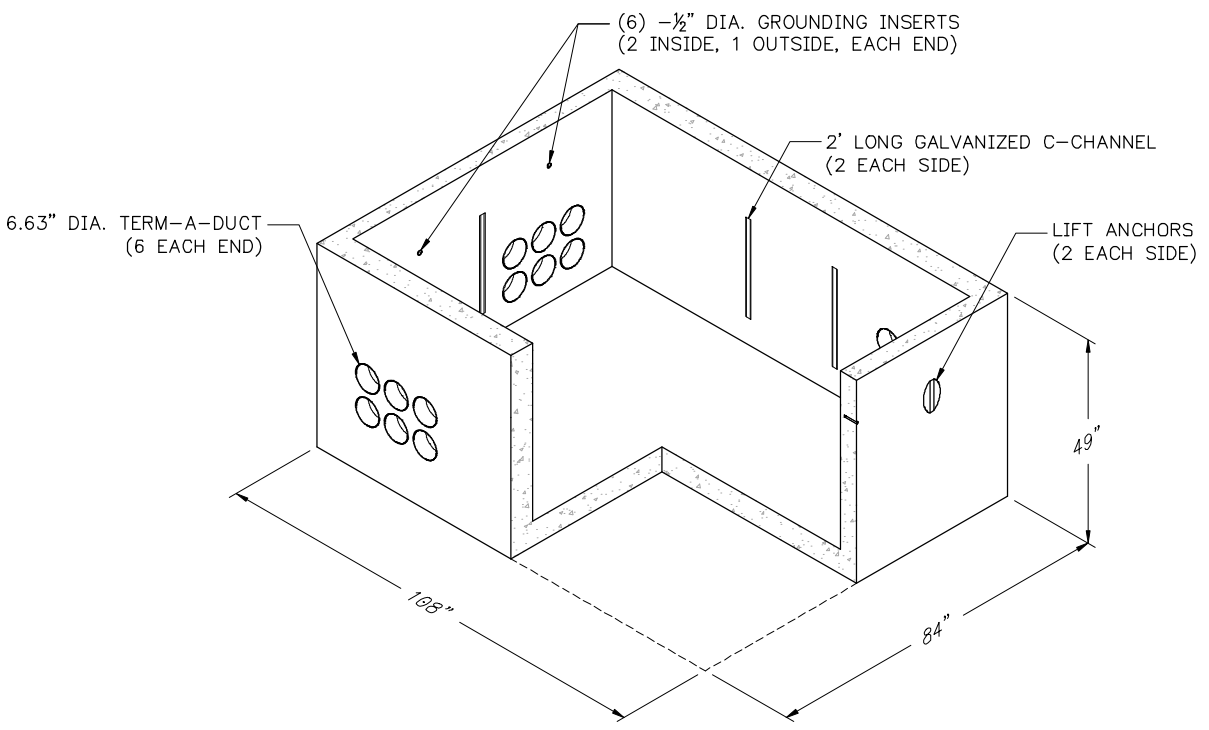 (6) -½" DIA. GROUNDING INSERTS
(2 INSIDE, 1 OUTSIDE, EACH END)
2' LONG GALVANIZED C-CHANNEL
(2 EACH SIDE)
6.63" DIA. TERM-A-DUCT
(6 EACH END)
LIFT ANCHORS
(2 EACH SIDE)
49"
108"
84"